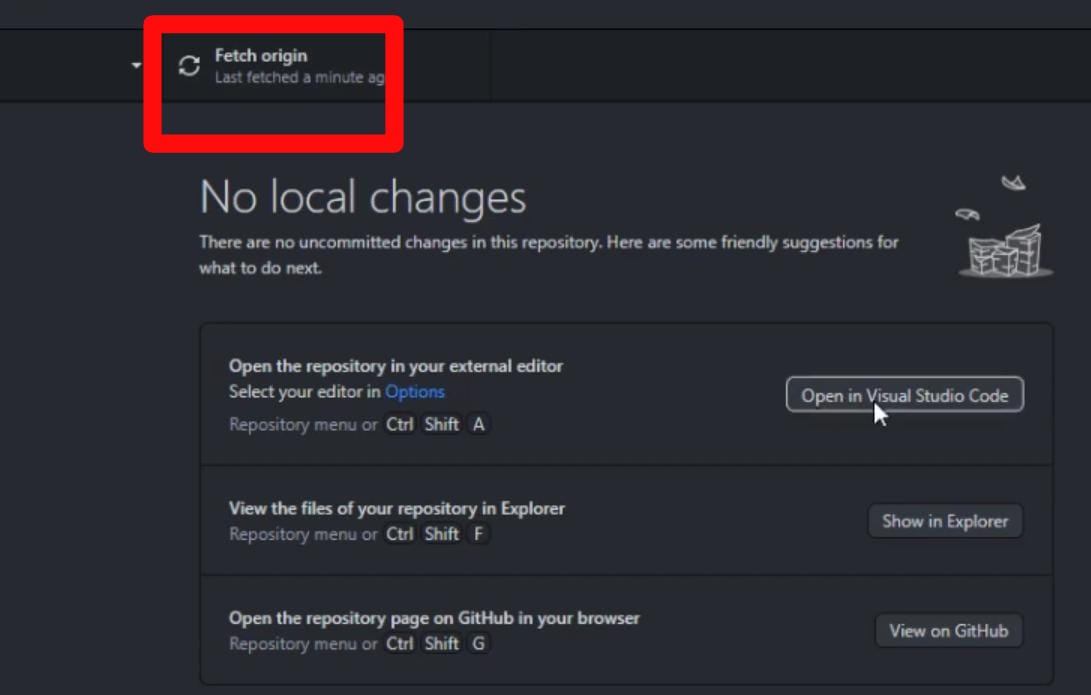 Fetch origin
Last fetched a minute ag
No local changes
There are no uncommitted changes in this repository. Here are some friendly suggestions for
what to do next.
Open the repository in your external editor
Select your editor in Options
Repository menu or Ctrl Shift A
Open in Visual Studio Code
View the files of your repository in Explorer
Repository menu or Ctrl Shift F
Show in Explorer
Open the repository page on GitHub in your browser
Repository menu or Ctrl Shift G
View on GitHub